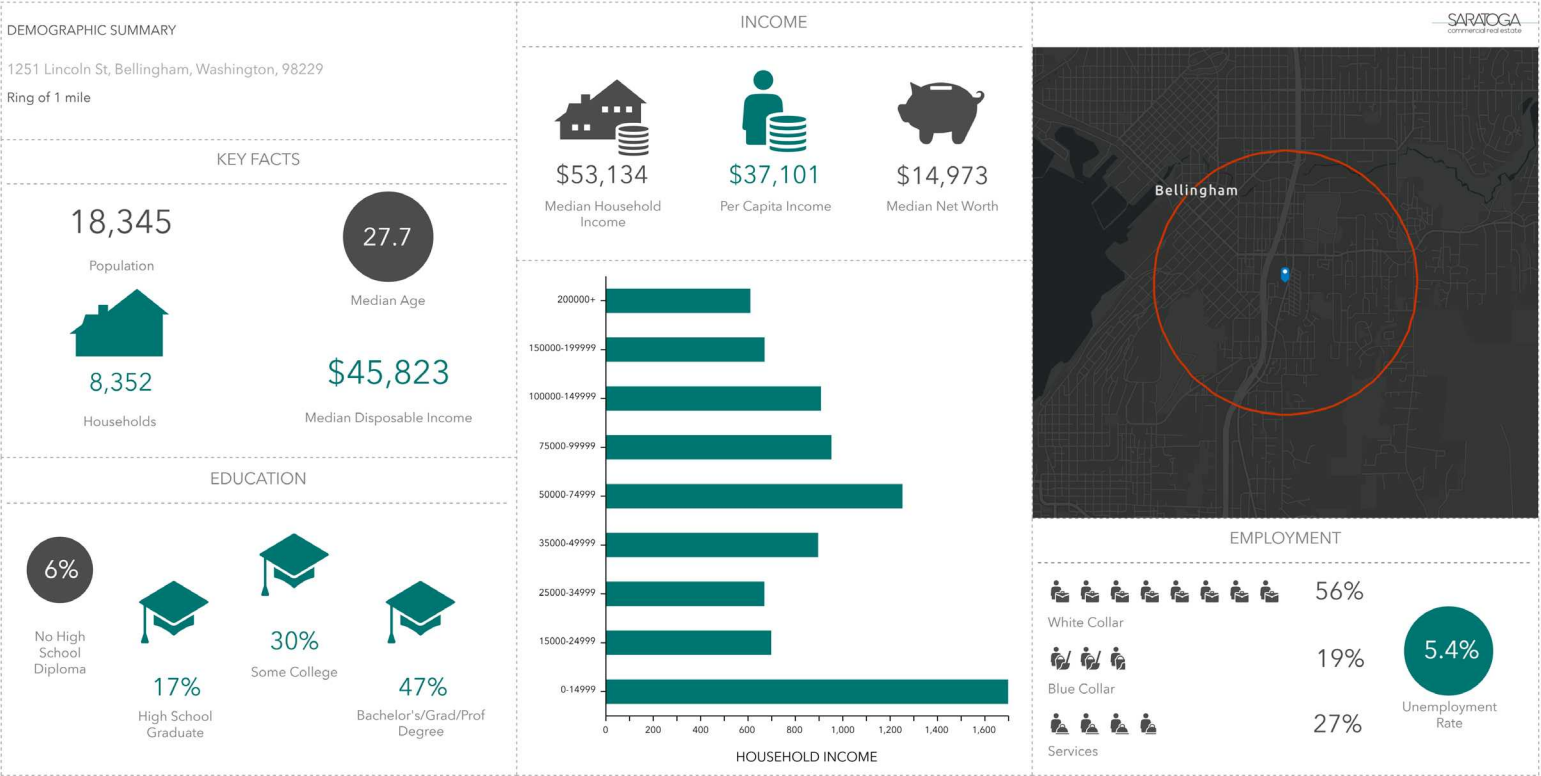 DEMOGRAPHIC SUMMARY
1251 Lincoln St, Bellingham, Washington, 98229
Ring of 1 mile
KEY FACTS
18,345
Population
27.7
Median Age
8,352
Households
$45,823
Median Disposable Income
EDUCATION
6%
No High
School
Diploma
17%
High School
Graduate
30%
Some College
47%
Bachelor's/Grad/Prof
Degree
INCOME
$53,134
Median Household
Income
$37,101
Per Capita Income
$14,973
Median Net Worth
200000+
150000-199999
100000-149999
75000-99999
50000-74999
35000-49999
25000-34999
15000-24999
0-14999
0 200 400 600 800 1,000 1,200 1,400 1,600
HOUSEHOLD INCOME
SARATOGA
commercial real estate
Bellingham
EMPLOYMENT
56%
White Collar
19%
Blue Collar
27%
Services
5.4%
Unemployment
Rate